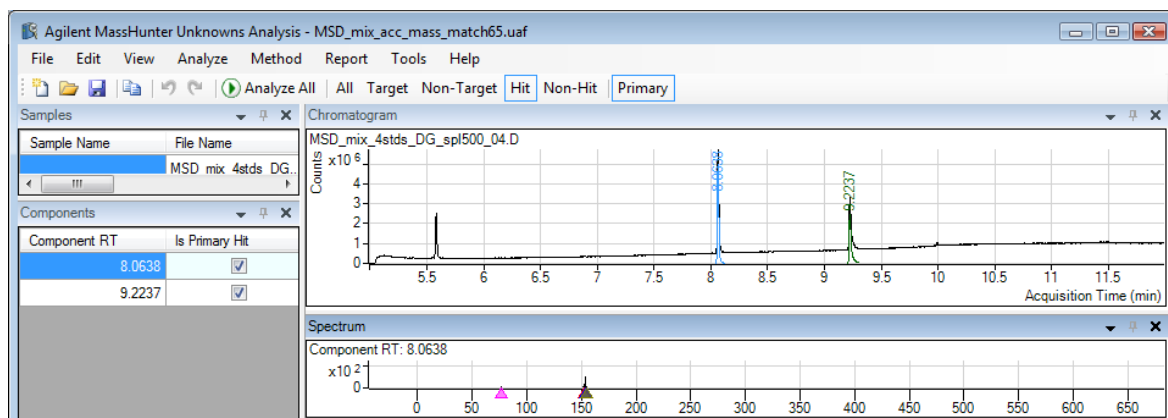 Agilent MassHunter Unknowns Analysis - MSD_mix_acc_mass_match65.uaf
File Edit View Analyze Method Report Tools Help
Analyze All All Target Non-Target Hit Non-Hit Primary
Samples
Sample Name File Name
MSD_mix_4stds_DG..
Components
Component RT Is Primary Hit
8.0638
9.2237
Chromatogram
MSD_mix_4stds_DG_spl500_04.D
Counts
x10 6
4
3
2
1
0
8.0638
9.2237
5.5 6 6.5 7 7.5 8 8.5 9 9.5 10 10.5 11 11.5
Acquisition Time (min)
Spectrum
Component RT: 8.0638
x10 2
0
0 50 100 150 200 250 300 350 400 450 500 550 600 650